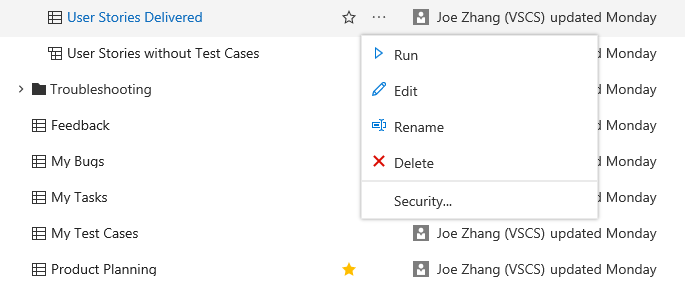 User Stories Delivered Joe Zhang (VSCS) updated Monday
User Stories without Test Cases Monday
Run
Troubleshooting Monday
Edit
Feedback Monday
Rename
My Bugs Monday
Delete
My Tasks Monday
Security...
My Test Cases Joe Zhang (VSCS) updated Monday
Product Planning Joe Zhang (VSCS) updated Monday